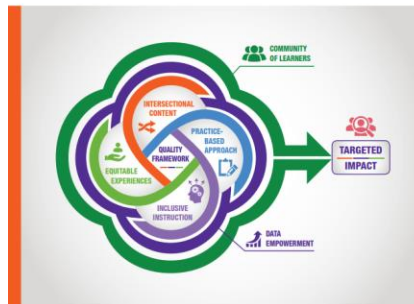 COMMUNITY
OF LEARNERS
INTERSECTIONAL
CONTENT
PRACTICE-
BASED
APPROACH
QUALITY
FRAMEWORK
EQUITABLE
EXPERIENCES
INCLUSIVE
INSTRUCTION
TARGETED
IMPACT
DATA
EMPOWERMENT